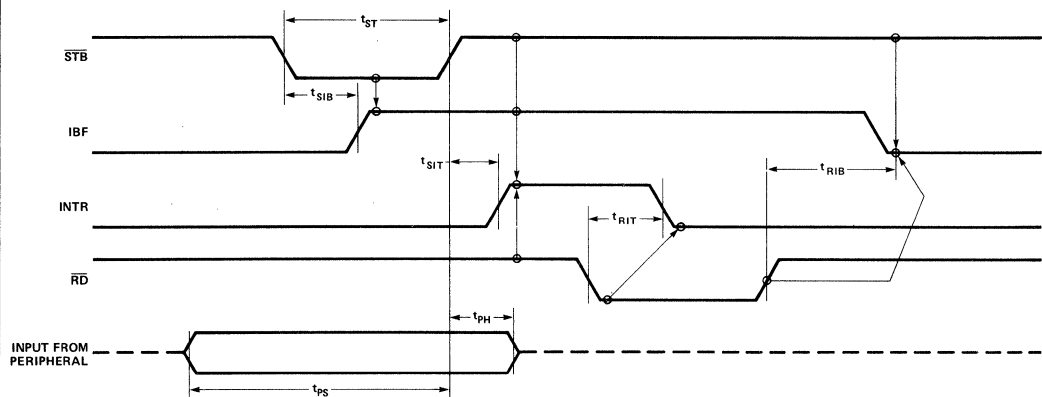 tST
STB
tSIB
IBF
tSIT
tRIB
INTR
tRIT
RD
tPH
INPUT FROM
PERIPHERAL
tPS